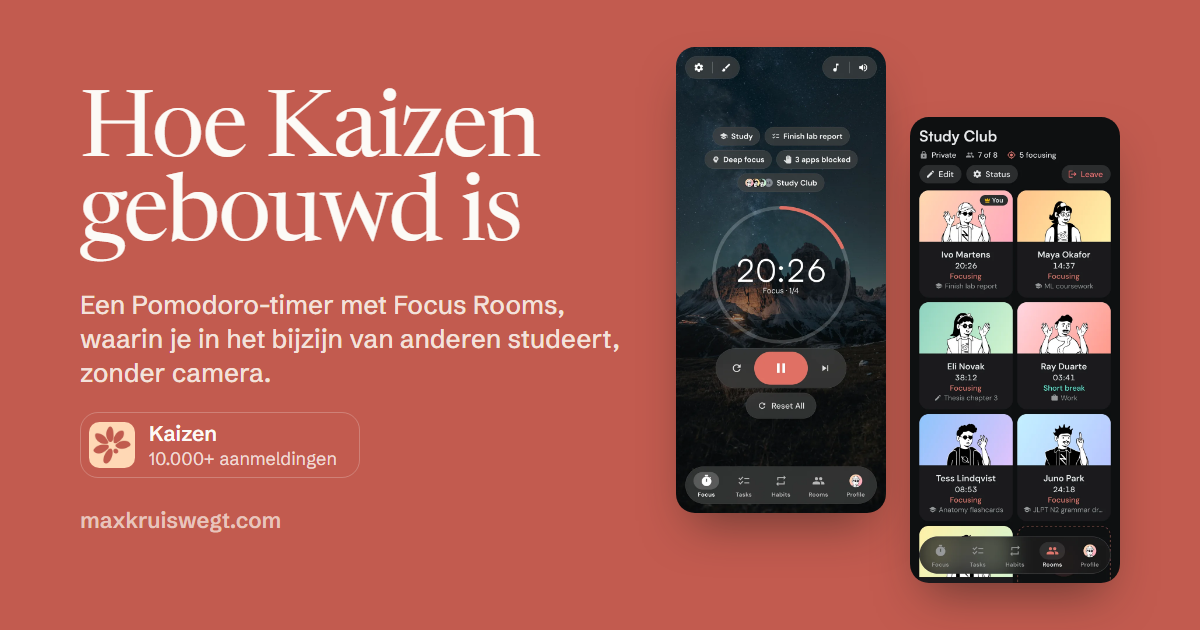 Hoe Kaizen
gebouwd is
Een Pomodoro-timer met Focus Rooms,
waarin je in het bijzijn van anderen studeert,
zonder camera.
Kaizen
10.000+ aanmeldingen
maxkruiswegt.com
Study
Finish lab report
Deep focus
3 apps blocked
Study Club
20:26
Focus · 1/4
Reset All
Focus
Tasks
Habits
Rooms
Profile
Study Club
Private
7 of 8
5 focusing
Edit
Status
Leave
You
Ivo Martens
20:26
Focusing
Finish lab report
Maya Okafor
14:37
Focusing
ML coursework
Eli Novak
38:12
Focusing
Thesis chapter 3
Ray Duarte
03:41
Short break
Work
Tess Lindqvist
08:53
Focusing
Anatomy flashcards
Juno Park
24:18
Focusing
JLPT N2 grammar dr...
Focus
Tasks
Habits
Rooms
Profile